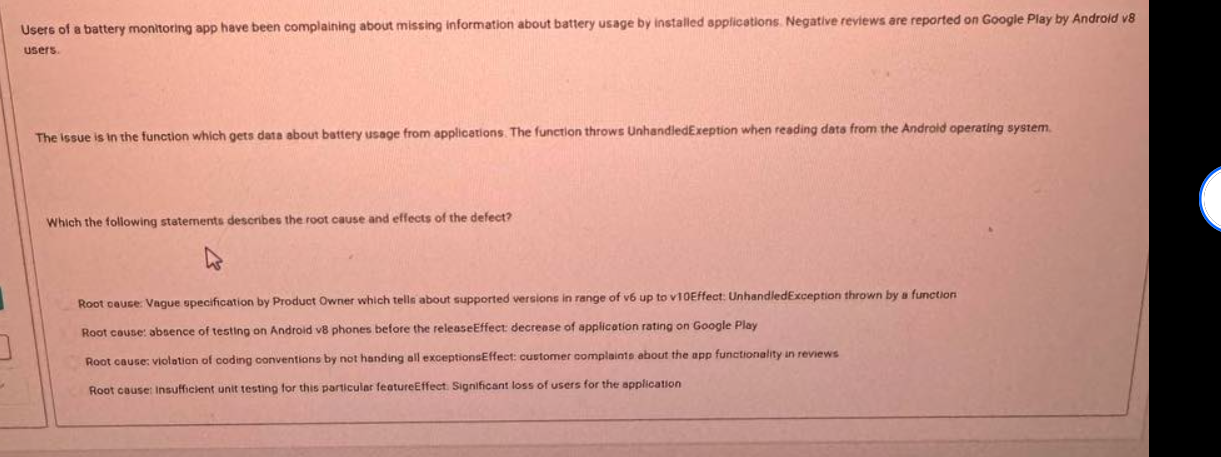 Users of a battery monitoring app have been complaining about missing information about battery usage by installed applications. Negative reviews are reported on Google Play by Android v8
users.
The issue is in the function which gets data about battery usage from applications. The function throws UnhandledExeption when reading data from the Android operating system.
Which the following statements describes the root cause and effects of the defect?
Root cause: Vague specification by Product Owner which tells about supported versions in range of v6 up to v10Effect: UnhandledException thrown by a function
Root cause: absence of testing on Android v8 phones before the releaseEffect: decrease of application rating on Google Play
Root cause: violation of coding conventions by not handing all exceptionsEffect: customer complaints about the app functionality in reviews
Root cause: Insufficient unit testing for this particular featureEffect: Significant loss of users for the application